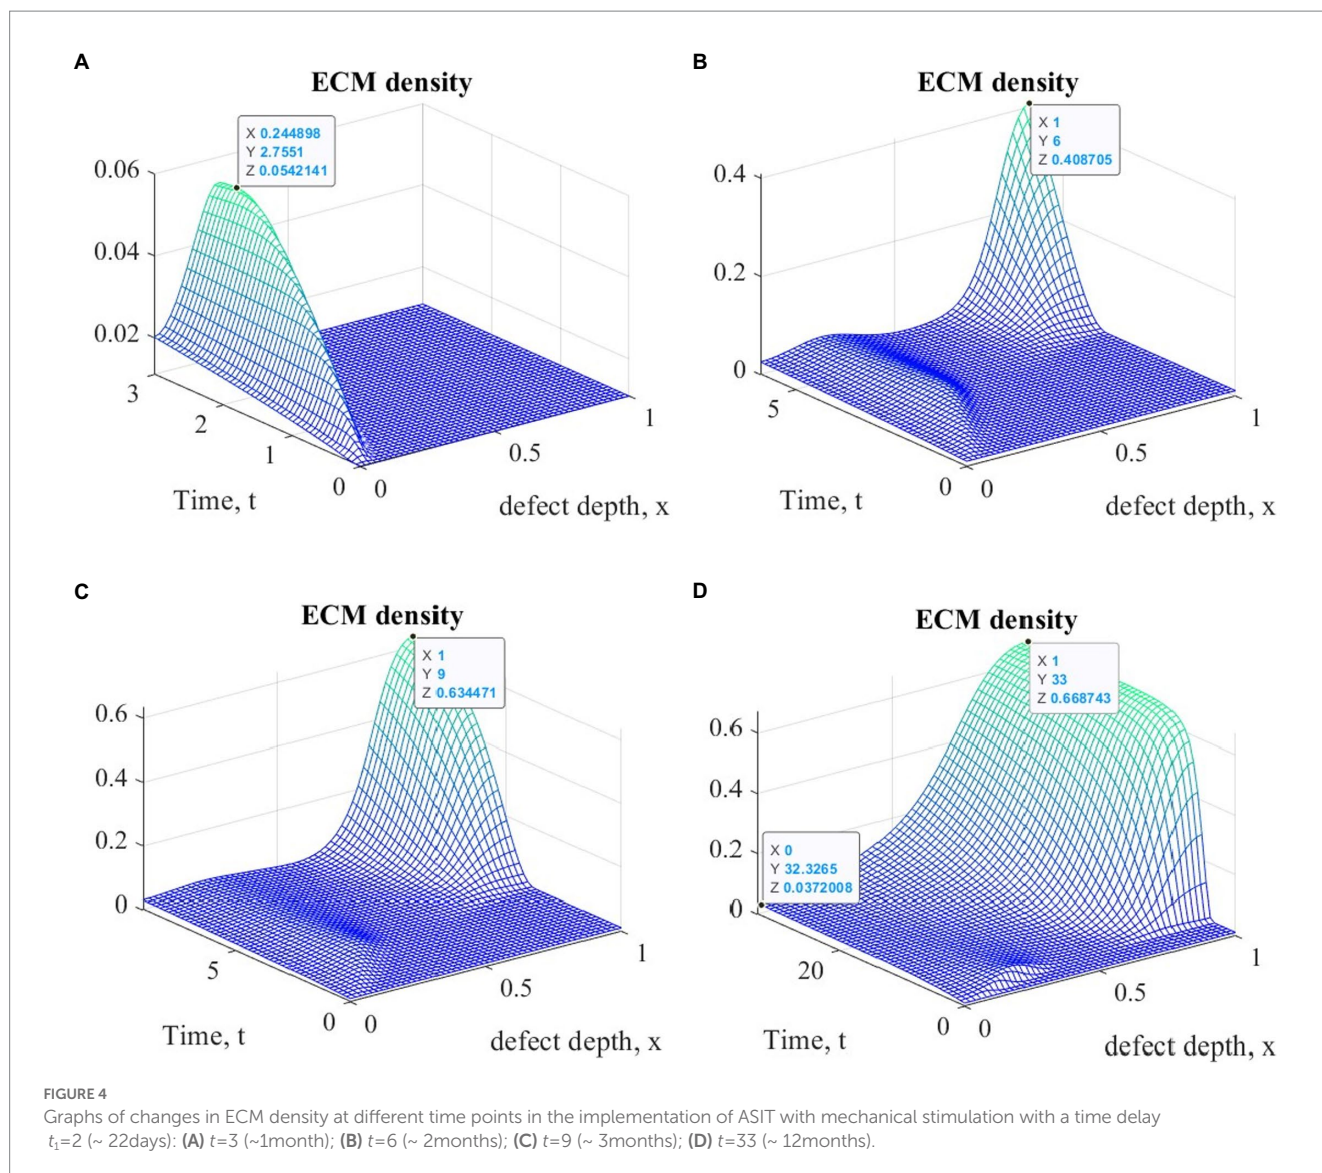 A
ECM density
X 0.244898
Y 2.7551
Z 0.0542141
0.06
0.04
0.02
3
2
1
0
0
0.5
1
Time, t
defect depth, x
B
ECM density
X 1
Y 6
Z 0.408705
0.4
0.2
0
5
0
0
0.5
1
Time, t
defect depth, x
C
ECM density
X 1
Y 9
Z 0.634471
0.6
0.4
0.2
0
5
0
0
0.5
1
Time, t
defect depth, x
D
ECM density
X 1
Y 33
Z 0.668743
X 0
Y 32.3265
Z 0.0372008
0.6
0.4
0.2
0
20
0
0
0.5
1
Time, t
defect depth, x
FIGURE 4
Graphs of changes in ECM density at different time points in the implementation of ASIT with mechanical stimulation with a time delay
t₁=2 (~ 22days): (A) t=3 (~1month); (B) t=6 (~ 2months); (C) t=9 (~ 3months); (D) t=33 (~ 12months).